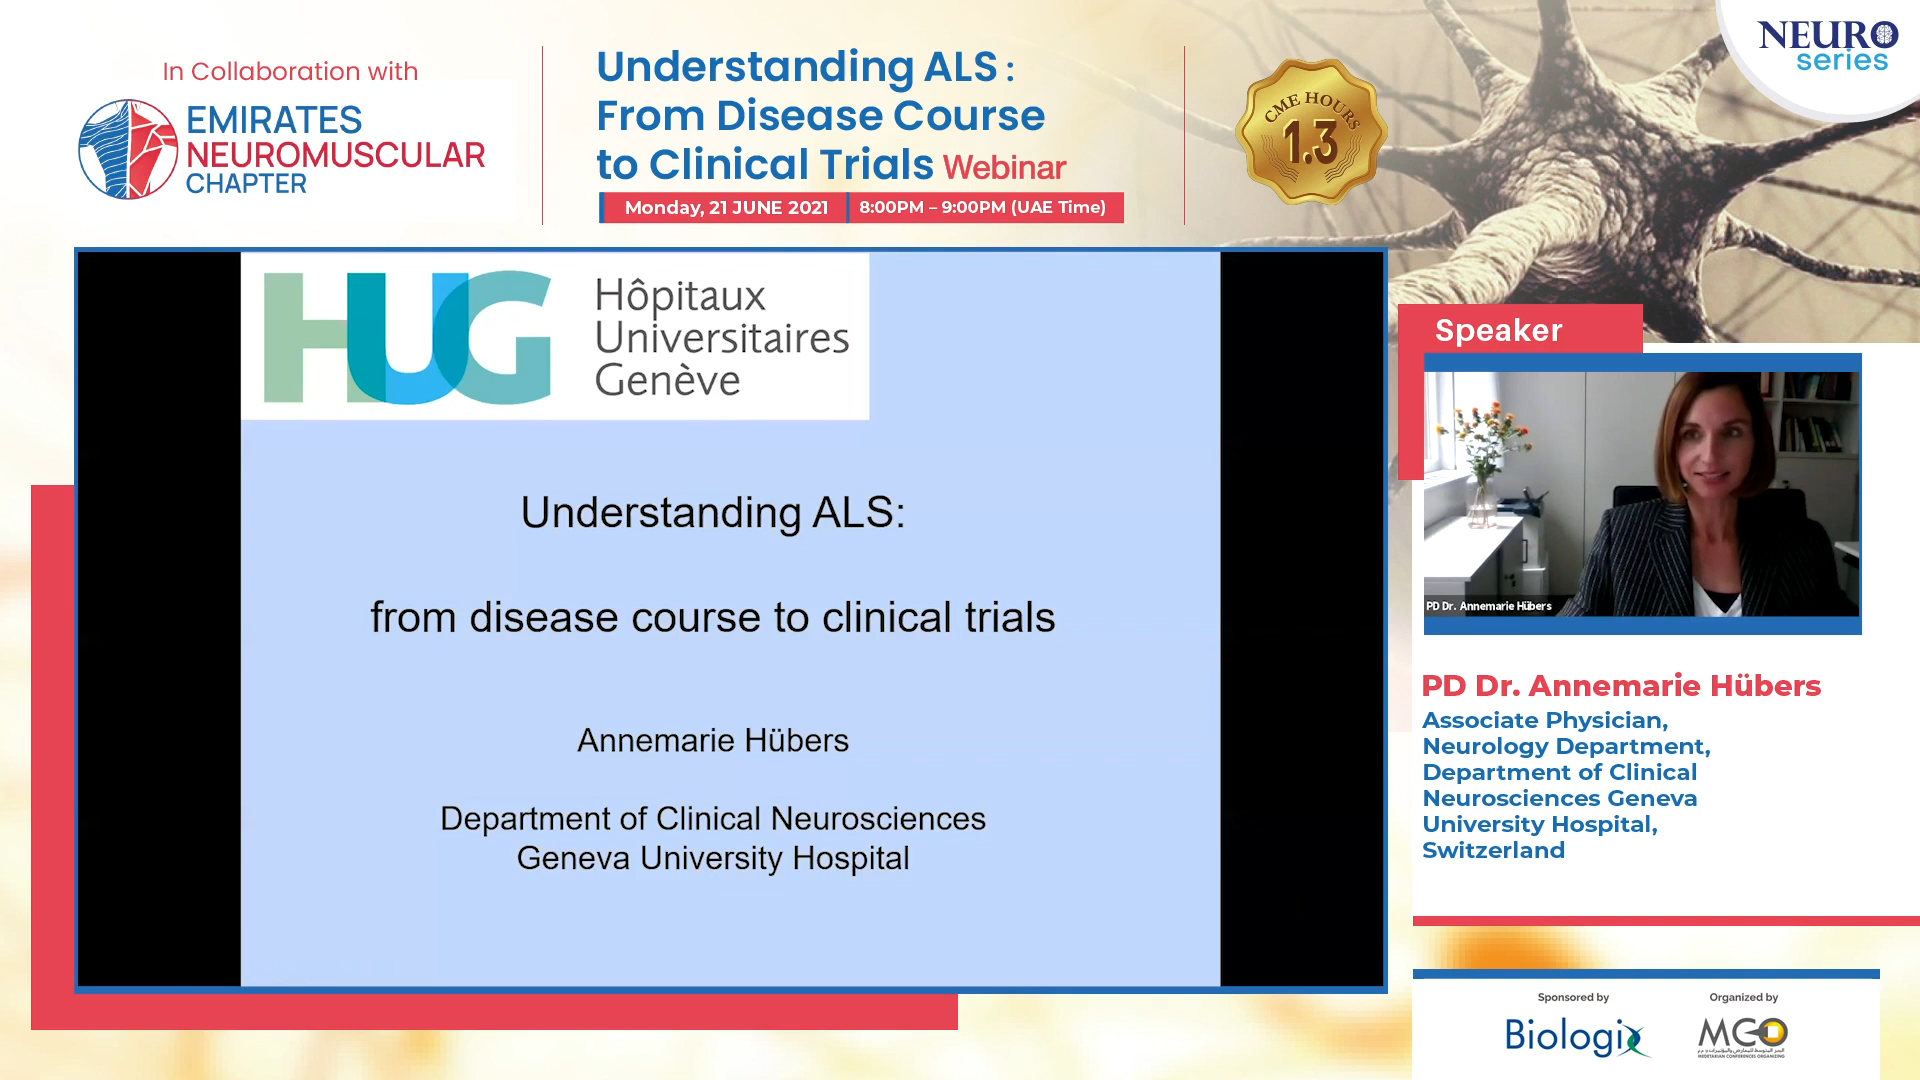 In Collaboration with
EMIRATES
NEUROMUSCULAR
CHAPTER
Understanding ALS :
From Disease Course
to Clinical Trials Webinar
Monday, 21 JUNE 2021
8:00PM – 9:00PM (UAE Time)
CME HOURS
1.3
NEURO
series
HUG
Hôpitaux
Universitaires
Genève
Understanding ALS:
from disease course to clinical trials
Annemarie Hübers
Department of Clinical Neurosciences
Geneva University Hospital
Speaker
PD Dr. Annemarie Hübers
PD Dr. Annemarie Hübers
Associate Physician,
Neurology Department,
Department of Clinical
Neurosciences Geneva
University Hospital,
Switzerland
Sponsored by
Biologix
Organized by
MCO